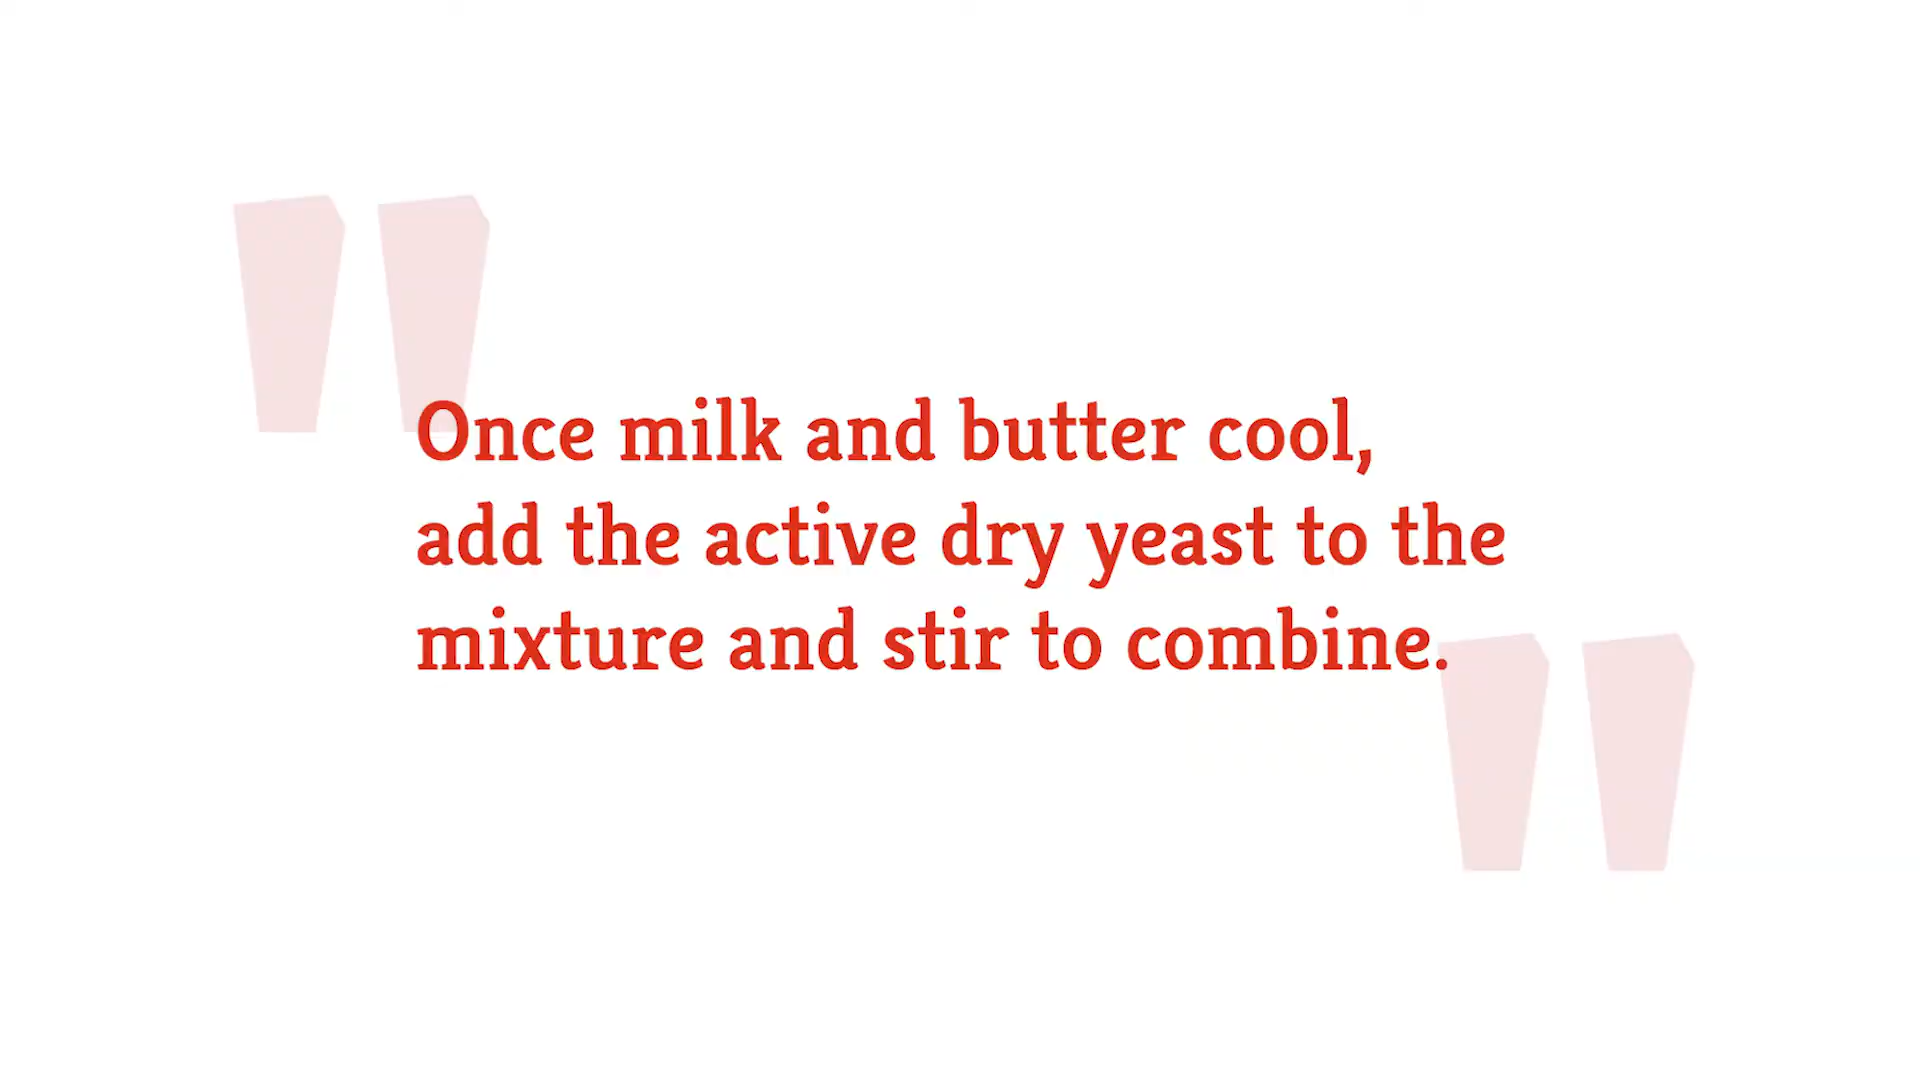 "Once milk and butter cool,
add the active dry yeast to the
mixture and stir to combine."